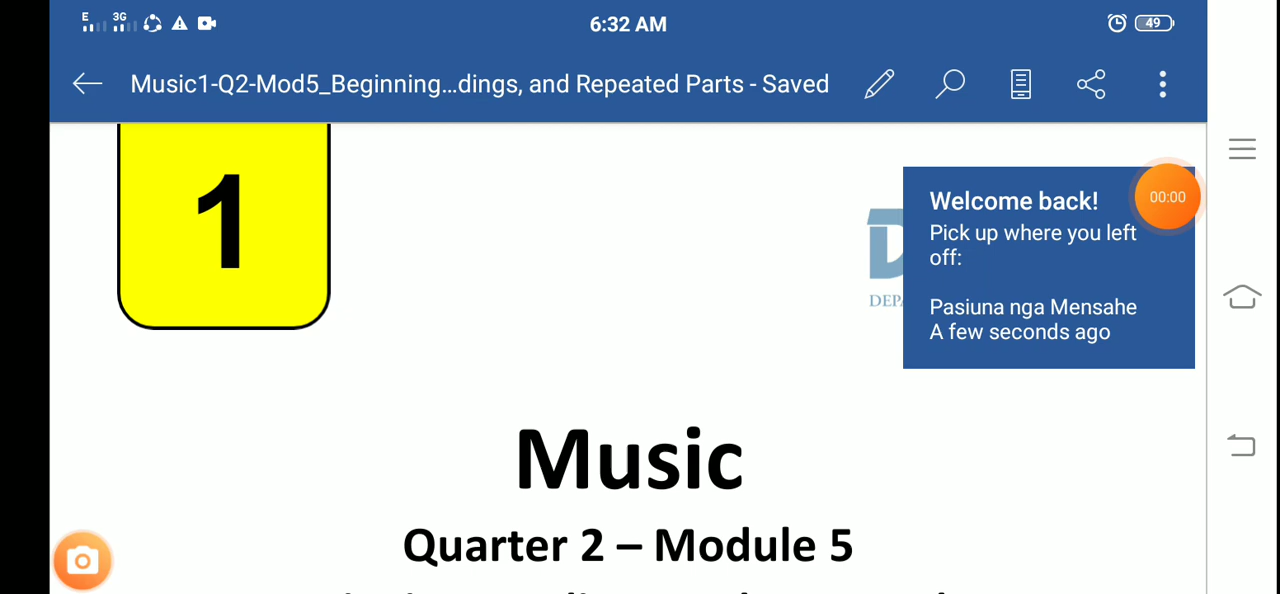 E 3G 6:32 AM 49
Music1-Q2-Mod5_Beginning...dings, and Repeated Parts - Saved
1
Welcome back!
00:00
Pick up where you left
off:
Pasiuna nga Mensahe
A few seconds ago
Music
Quarter 2 – Module 5